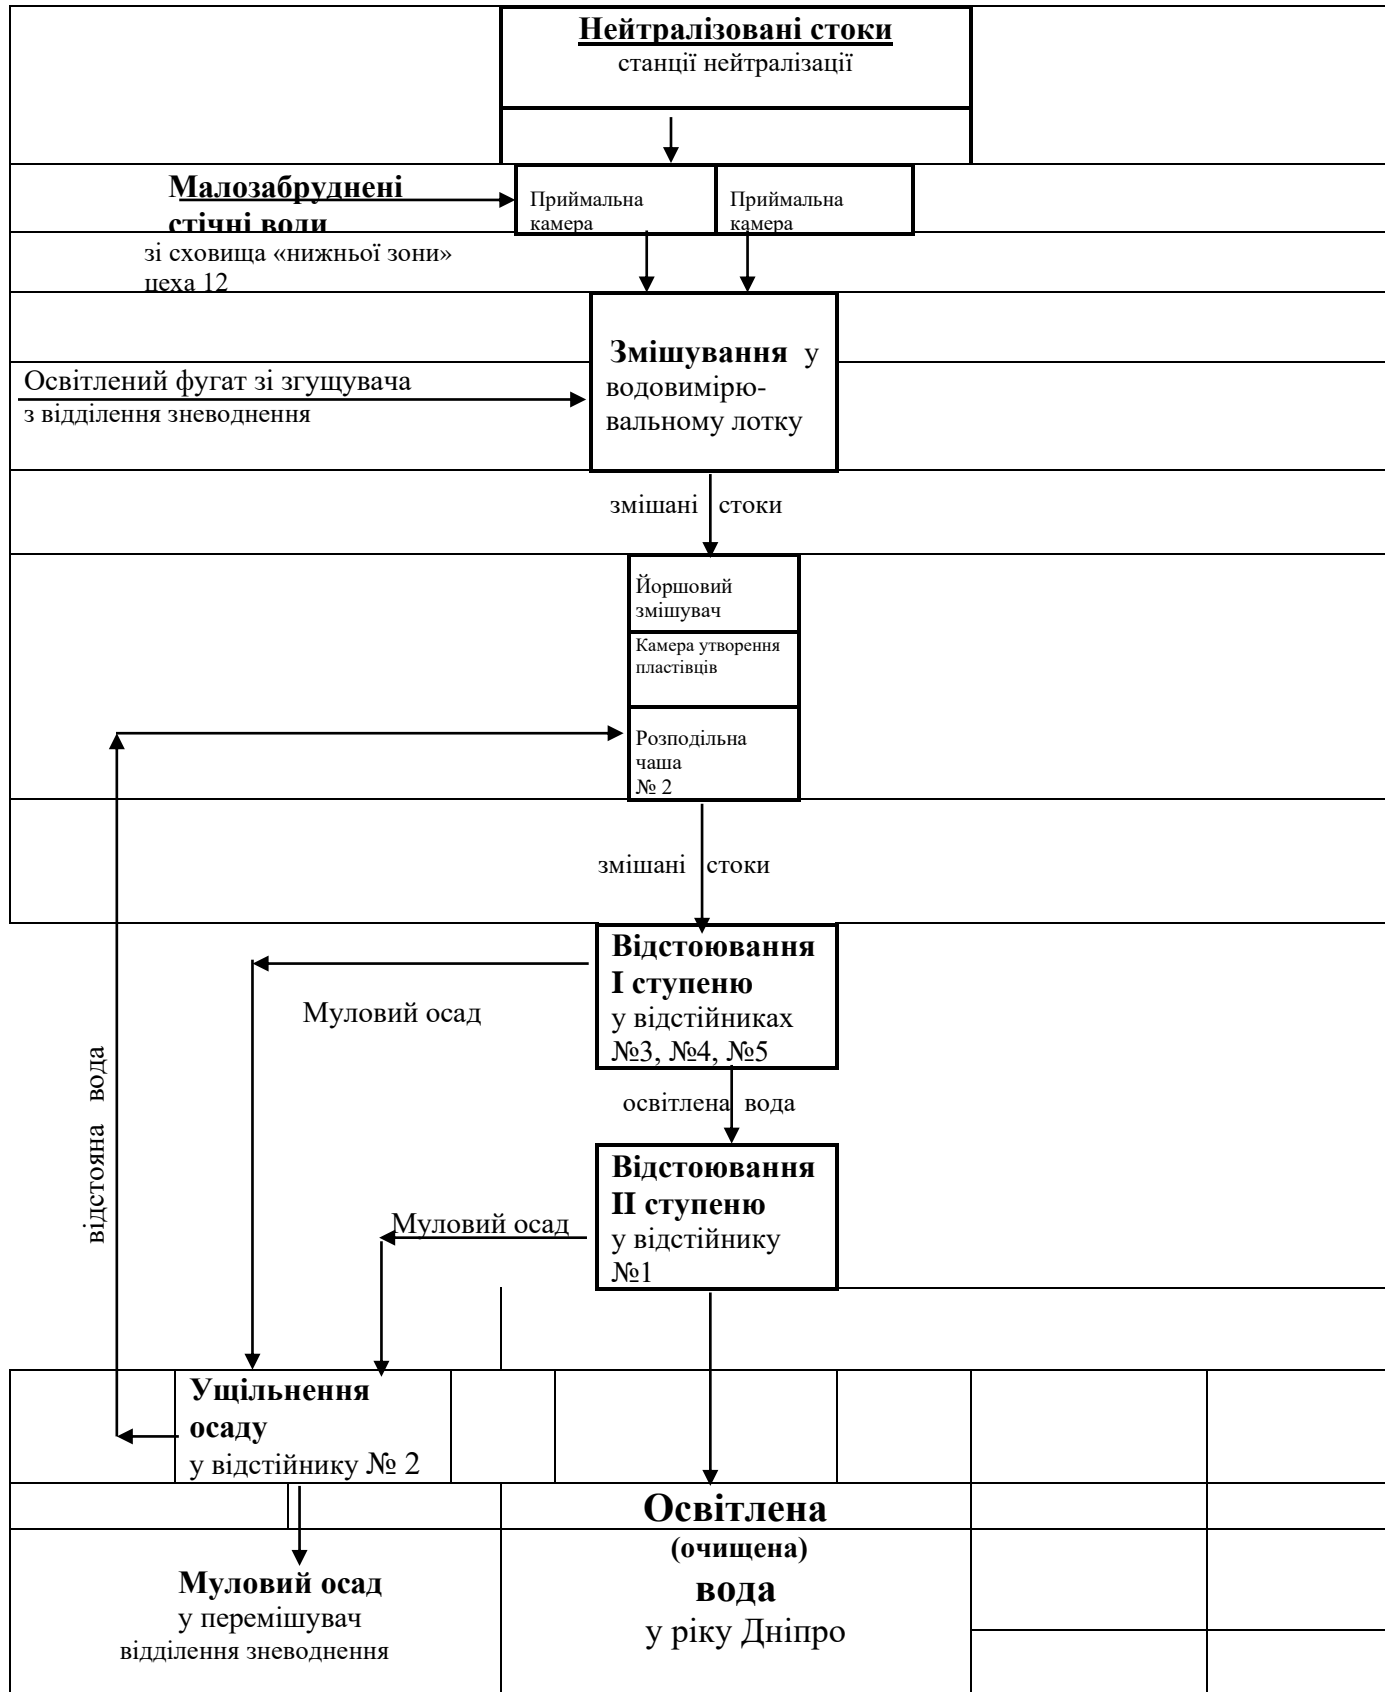 Нейтралізовані стоки
станції нейтралізації
Малозабруднені
стічні води
Приймальна
камера
Приймальна
камера
зі сховища «нижньої зони»
цеха 12
Змішування у
водовимірю-
вальному лотку
Освітлений фугат зі згущувача
з відділення зневоднення
змішані стоки
Йоршовий
змішувач
Камера утворення
пластівців
Розподільна
чаша
№ 2
змішані стоки
Відстоювання
І ступеню
у відстійниках
№3, №4, №5
Муловий осад
відстояна вода
освітлена вода
Відстоювання
ІІ ступеню
у відстійнику
№1
Муловий осад
Ущільнення
осаду
у відстійнику № 2
Освітлена
(очищена)
вода
у ріку Дніпро
Муловий осад
у перемішувач
відділення зневоднення